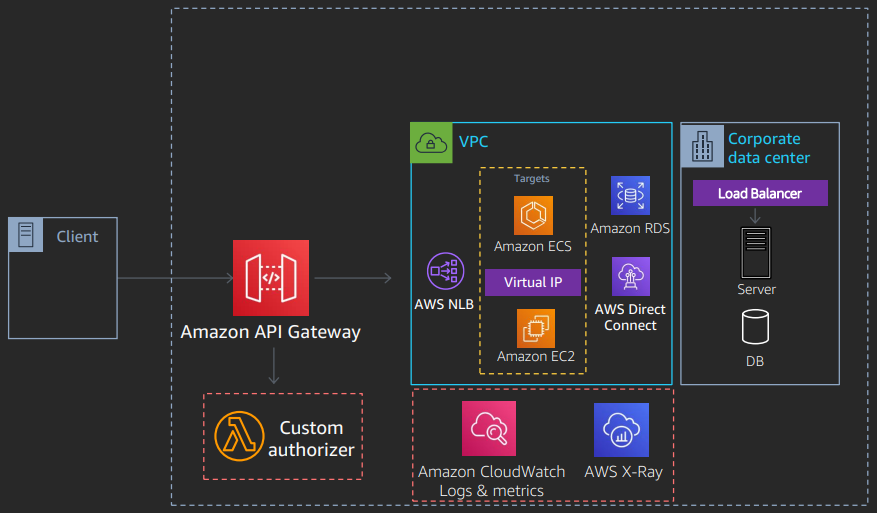 Client
Amazon API Gateway
Custom
authorizer
VPC
Targets
Amazon ECS
Virtual IP
Amazon EC2
AWS NLB
Amazon RDS
AWS Direct
Connect
Corporate
data center
Load Balancer
Server
DB
Amazon CloudWatch
Logs & metrics
AWS X-Ray